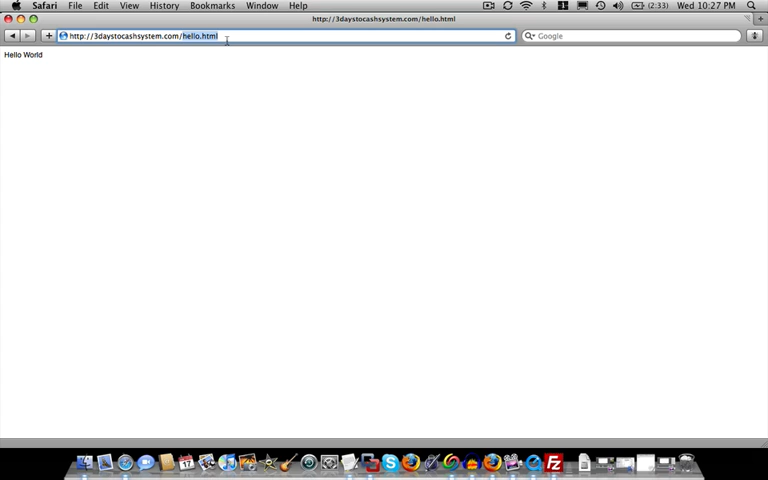 Safari File Edit View History Bookmarks Window Help (2:33) Wed 10:27 PM
http://3daystocashsystem.com/hello.html
http://3daystocashsystem.com/hello.html Google
Hello World